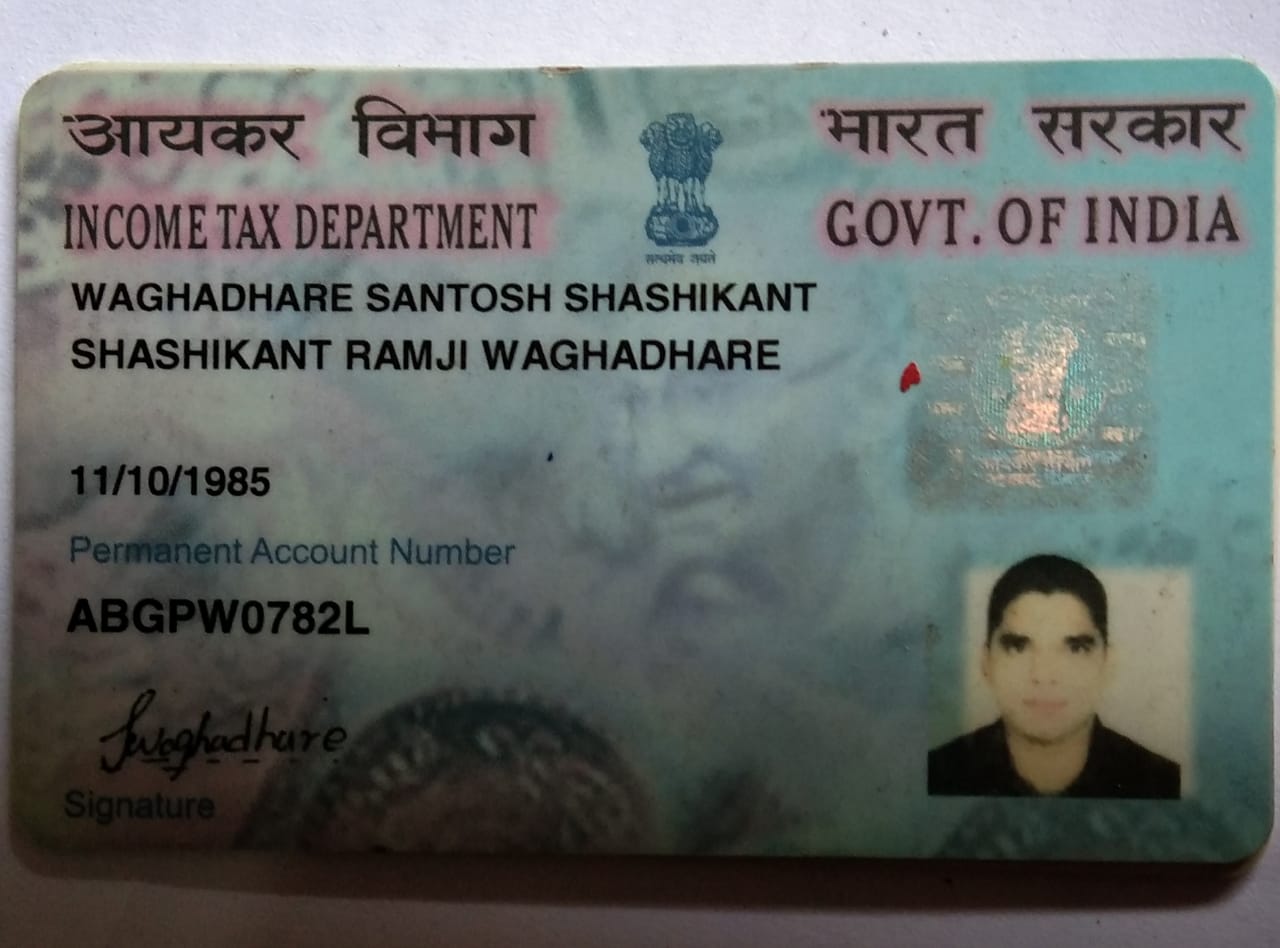 आयकर विभाग
भारत सरकार
INCOME TAX DEPARTMENT
GOVT. OF INDIA
सत्यमेव जयते
WAGHADHARE SANTOSH SHASHIKANT
SHASHIKANT RAMJI WAGHADHARE
11/10/1985
Permanent Account Number
ABGPW0782L
Swaghadhare
Signature